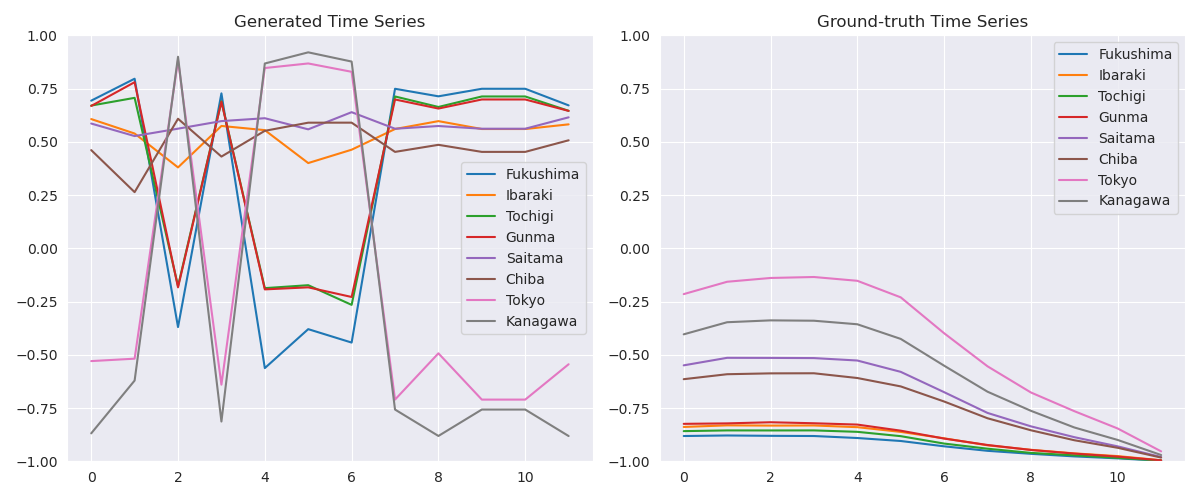 Generated Time Series
1.00
0.75
0.50
0.25
0.00
−0.25
−0.50
−0.75
−1.00
0
2
4
6
8
10
Fukushima
Ibaraki
Tochigi
Gunma
Saitama
Chiba
Tokyo
Kanagawa
Ground-truth Time Series
1.00
0.75
0.50
0.25
0.00
−0.25
−0.50
−0.75
−1.00
0
2
4
6
8
10
Fukushima
Ibaraki
Tochigi
Gunma
Saitama
Chiba
Tokyo
Kanagawa